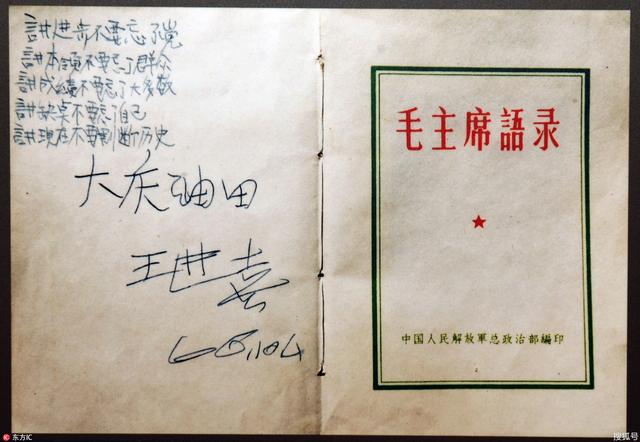 讲进步不要忘了党
讲本领不要忘了群众
讲成绩不要忘了大多数
讲缺点不要忘了自己
讲现在不要割断历史
大庆油田
王进喜
毛主席語录
中国人民解放軍总政治部編印
东方IC
搜狐号